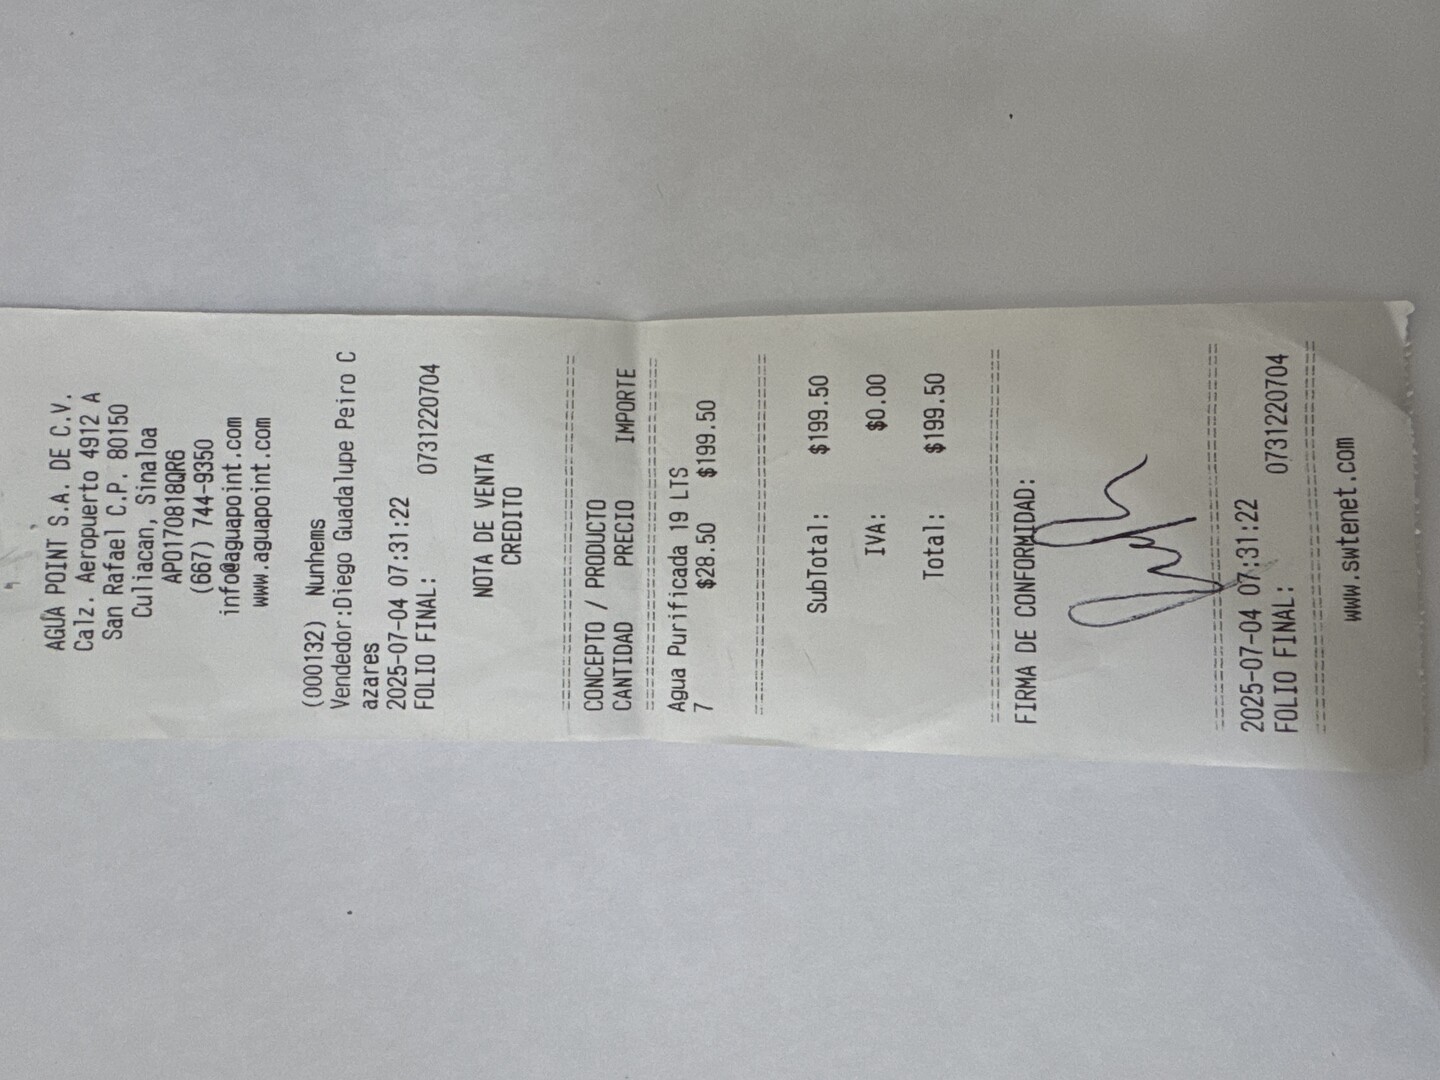 AGUA POINT S.A. DE C.V.
Calz. Aeropuerto 4912 A
San Rafael C.P. 80150
Culiacan, Sinaloa
APO170818QR6
(667) 744-9350
info@aguapoint.com
www.aguapoint.com
(000132) Nunhems
Vendedor:Diego Guadalupe Peiro C
azares
2025-07-04 07:31:22
FOLIO FINAL: 0731220704
NOTA DE VENTA
CREDITO
CONCEPTO / PRODUCTO
CANTIDAD PRECIO IMPORTE
Agua Purificada 19 LTS
7 $28.50 $199.50
SubTotal: $199.50
IVA: $0.00
Total: $199.50
FIRMA DE CONFORMIDAD:
2025-07-04 07:31:22
FOLIO FINAL: 0731220704
www.swtenet.com